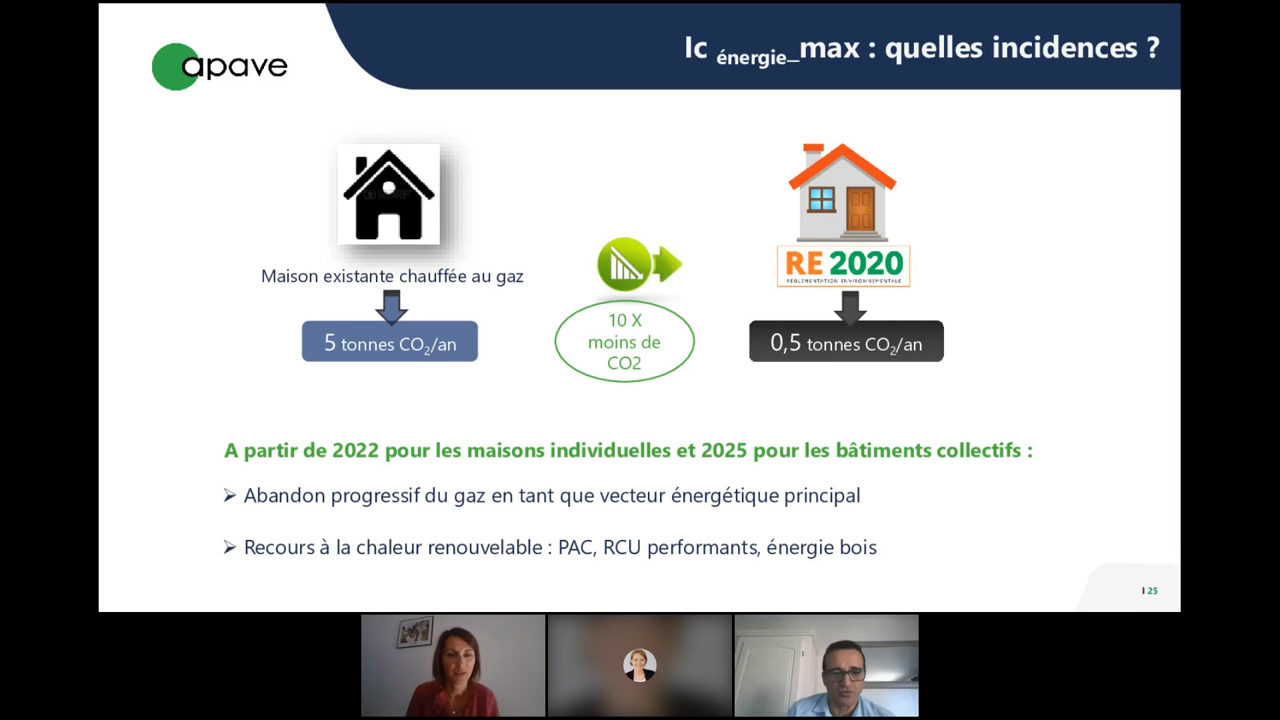 apave
Ic énergie_max : quelles incidences ?
Maison existante chauffée au gaz
5 tonnes CO2/an
10 X
moins de
CO2
RE 2020
REGLEMENTATION ENVIRONNEMENTALE
0,5 tonnes CO2/an
A partir de 2022 pour les maisons individuelles et 2025 pour les bâtiments collectifs :
➢ Abandon progressif du gaz en tant que vecteur énergétique principal
➢ Recours à la chaleur renouvelable : PAC, RCU performants, énergie bois
I 25